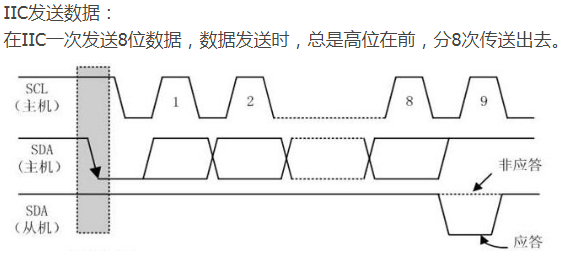 IIC发送数据：
在IIC一次发送8位数据，数据发送时，总是高位在前，分8次传送出去。
SCL
（主机）
1
2
8
9
SDA
（主机）
非应答
SDA
（从机）
应答